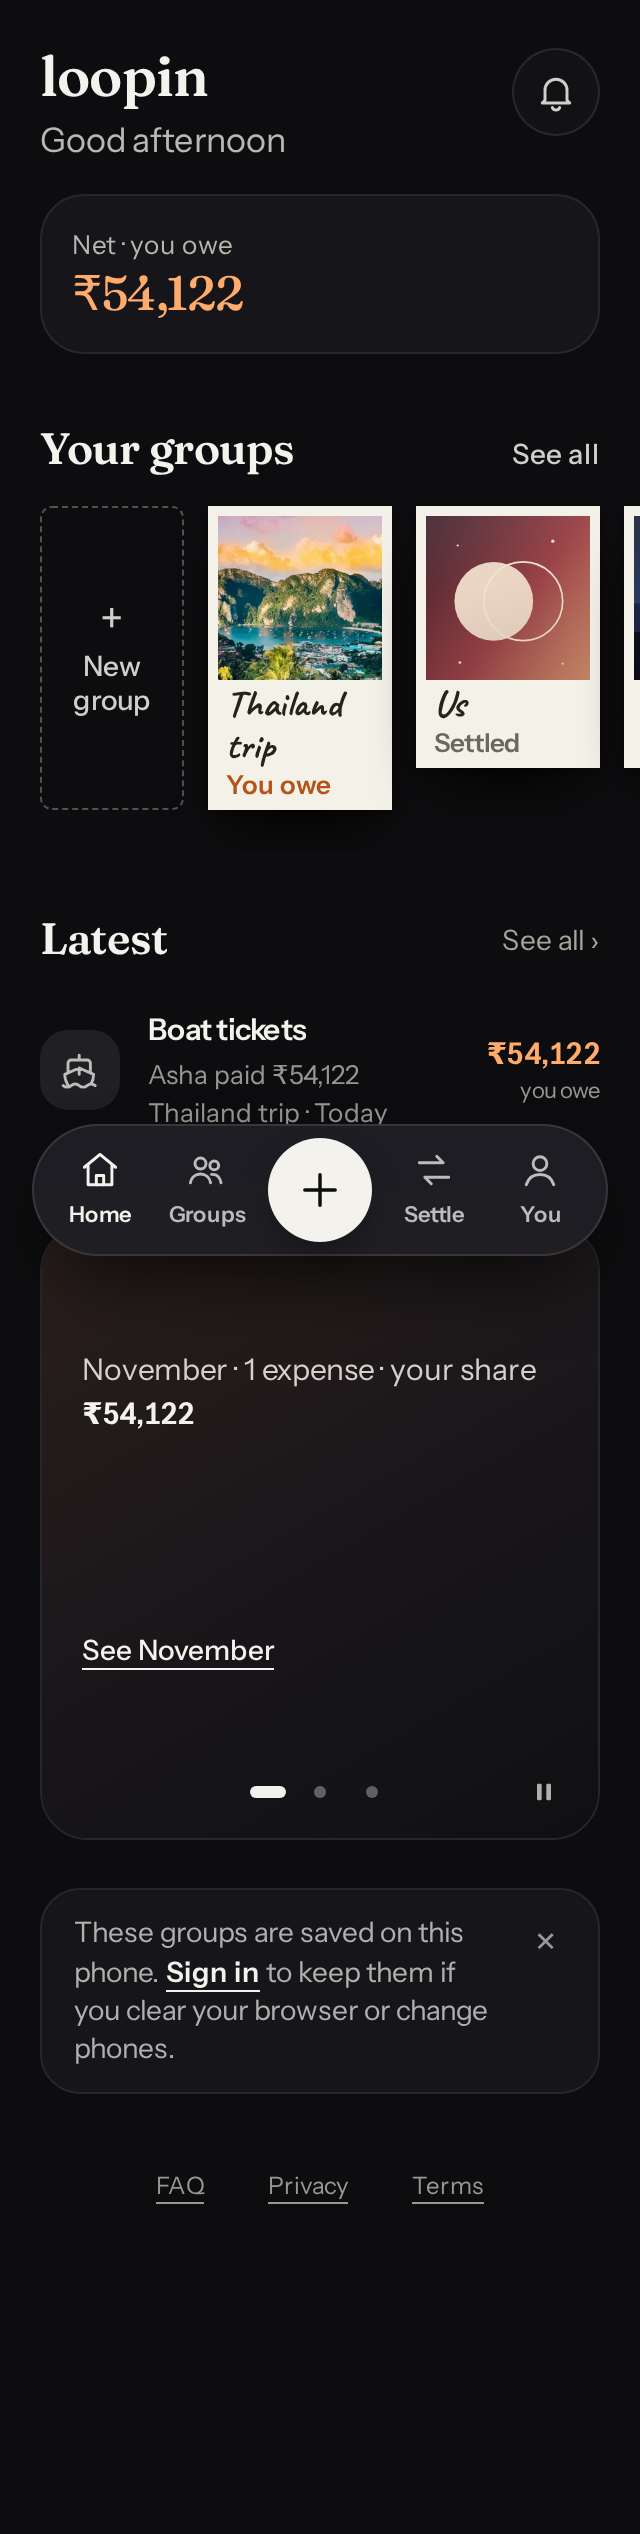 loopin
Good afternoon
Net · you owe
₹54,122
Your groups
See all
+
New
group
Thailand
trip
You owe
Us
Settled
Latest
See all ›
Boat tickets
Asha paid ₹54,122
Thailand trip · Today
₹54,122
you owe
Home
Groups
Settle
You
November · 1 expense · your share
₹54,122
See November
These groups are saved on this
phone. Sign in to keep them if
you clear your browser or change
phones.
FAQ
Privacy
Terms